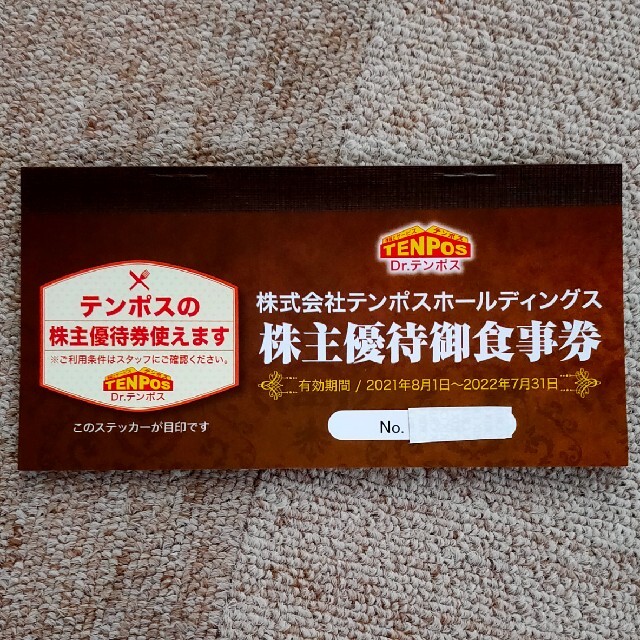 テンポス
TENPOS
Dr.テンポス
テンポスの
株主優待券使えます
※ご利用条件はスタッフにご確認ください。
TENPOS
Dr.テンポス
このステッカーが目印です
株式会社テンポスホールディングス
株主優待御食事券
有効期間 / 2021年8月1日〜2022年7月31日
No.